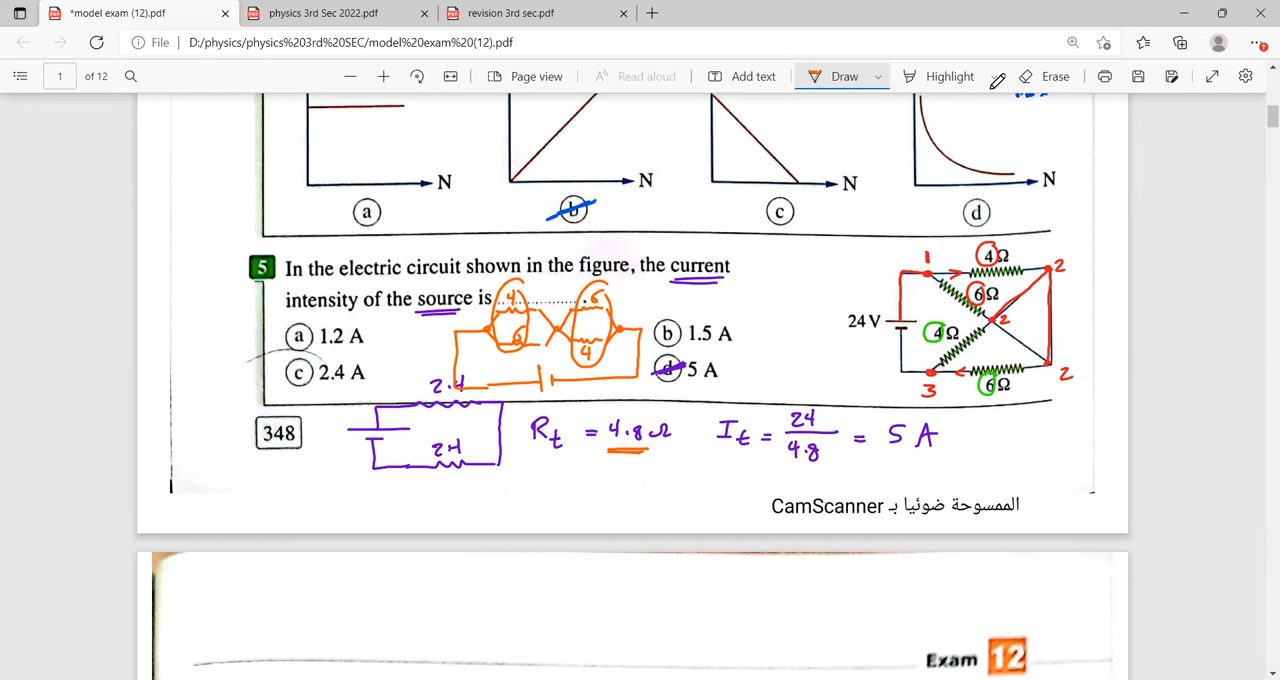 *model exam (12).pdf
physics 3rd Sec 2022.pdf
revision 3rd sec.pdf
File D:/physics/physics%203rd%20SEC/model%20exam%20(12).pdf
1 of 12
Page view
Read aloud
Add text
Draw
Highlight
Erase
N
N
N
N
a
b
c
d
5 In the electric circuit shown in the figure, the current
intensity of the source is
a 1.2 A
b 1.5 A
c 2.4 A
d 5 A
1
4Ω
2
6Ω
2
24 V
4Ω
2
3
6Ω
4
6
6
4
2.4
2.4
348
Rt = 4.8 Ω
It = 24/4.8 = 5 A
الممسوحة ضوئيا بـ CamScanner
Exam 12